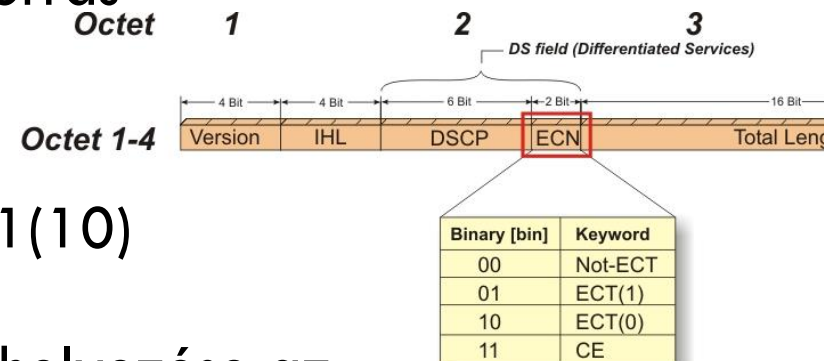 Octet 1 2 3
DS field (Differentiated Services)
4 Bit 4 Bit 6 Bit 2 Bit 16 Bit
Octet 1-4 Version IHL DSCP ECN Total
1(10)
Binary [bin] Keyword
00 Not-ECT
01 ECT(1)
10 ECT(0)
11 CE
az